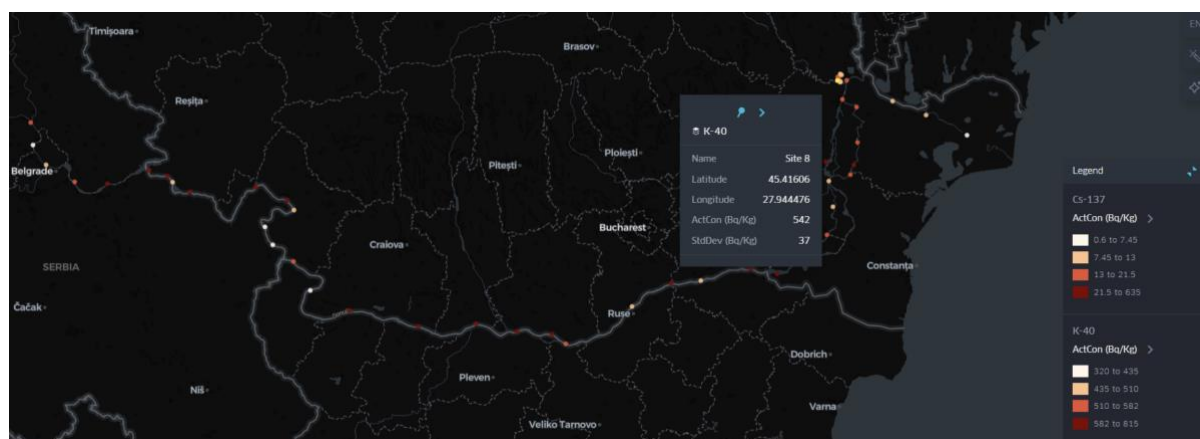 Timișoara
Brasov
EN
Reșița
K-40
Name Site 8
Latitude 45.41606
Longitude 27.944476
ActCon (Bq/Kg) 542
StdDev (Bq/Kg) 37
Ploiești
Pitești
Belgrade
Legend
Cs-137
ActCon (Bq/Kg)
0.6 to 7.45
7.45 to 13
13 to 21.5
21.5 to 635
Bucharest
Craiova
Constanța
SERBIA
Čačak
Ruse
K-40
ActCon (Bq/Kg)
320 to 435
435 to 510
510 to 582
582 to 815
Dobrich
Pleven
Niš
Varna
Veliko Tarnovo